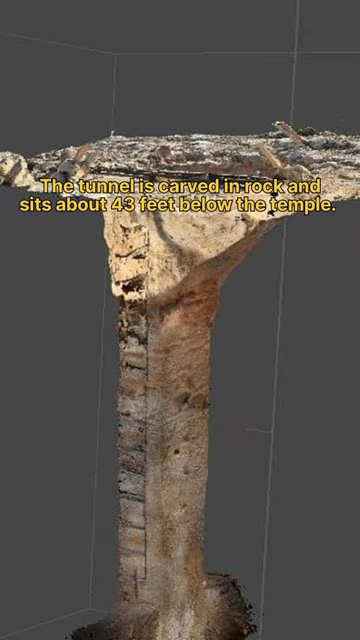 The tunnel is carved in rock and
sits about 43 feet below the temple.